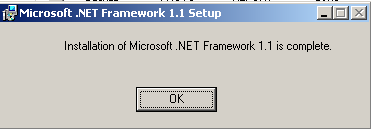 Microsoft .NET Framework 1.1 Setup
Installation of Microsoft .NET Framework 1.1 is complete.
OK